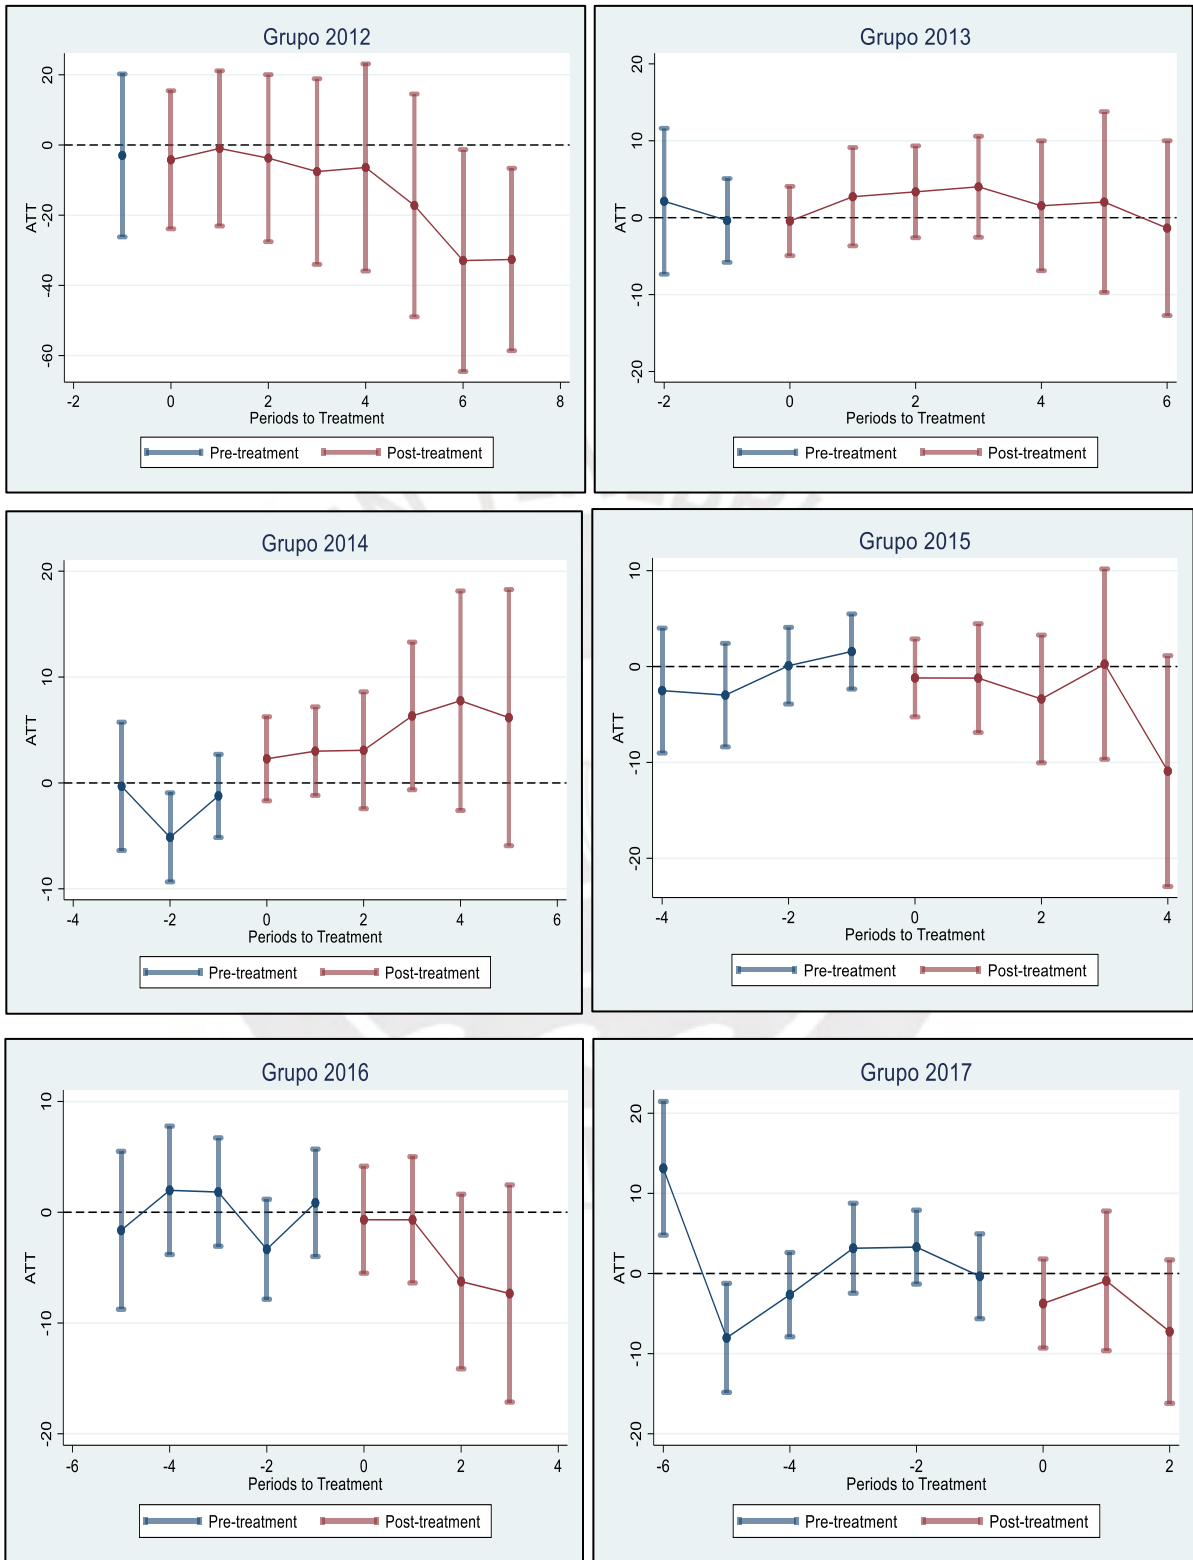 Grupo 2012
20
0
-20
-40
-60
ATT
-2 0 2 4 6 8
Periods to Treatment
Pre-treatment Post-treatment
Grupo 2013
20
10
0
-10
-20
ATT
-2 0 2 4 6
Periods to Treatment
Pre-treatment Post-treatment
Grupo 2014
20
10
0
-10
ATT
-4 -2 0 2 4 6
Periods to Treatment
Pre-treatment Post-treatment
Grupo 2015
10
0
-10
-20
ATT
-4 -2 0 2 4
Periods to Treatment
Pre-treatment Post-treatment
Grupo 2016
10
0
-10
-20
ATT
-6 -4 -2 0 2 4
Periods to Treatment
Pre-treatment Post-treatment
Grupo 2017
20
10
0
-10
-20
ATT
-6 -4 -2 0 2
Periods to Treatment
Pre-treatment Post-treatment